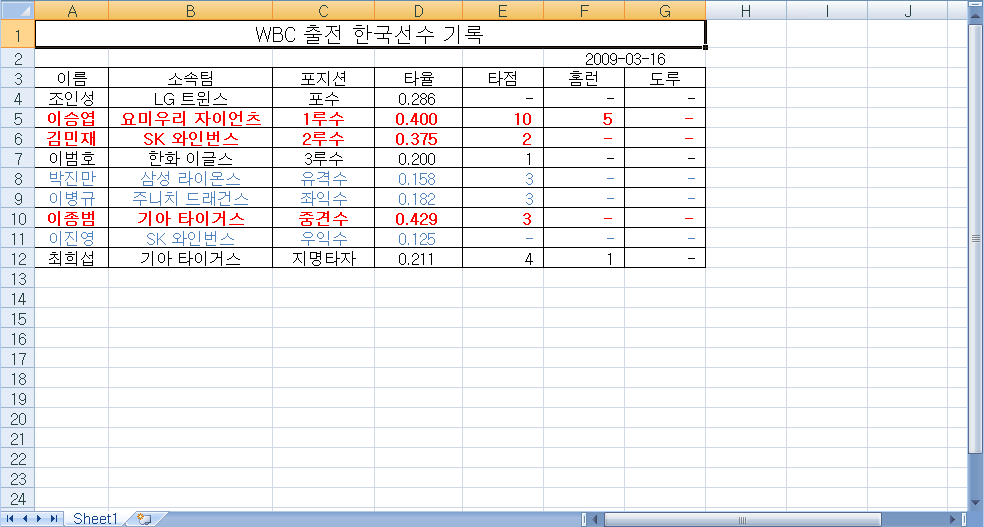 A B C D E F G H I J
1 WBC 출전 한국선수 기록
2 2009-03-16
3 이름 소속팀 포지션 타율 타점 홈런 도루
4 조인성 LG 트윈스 포수 0.286 - - -
5 이승엽 요미우리 자이언츠 1루수 0.400 10 5 -
6 김민재 SK 와인번스 2루수 0.375 2 - -
7 이범호 한화 이글스 3루수 0.200 1 - -
8 박진만 삼성 라이온스 유격수 0.158 3 - -
9 이병규 주니치 드래건스 좌익수 0.182 3 - -
10 이종범 기아 타이거스 중견수 0.429 3 - -
11 이진영 SK 와인번스 우익수 0.125 - - -
12 최희섭 기아 타이거스 지명타자 0.211 4 1 -
13
14
15
16
17
18
19
20
21
22
23
24
Sheet1